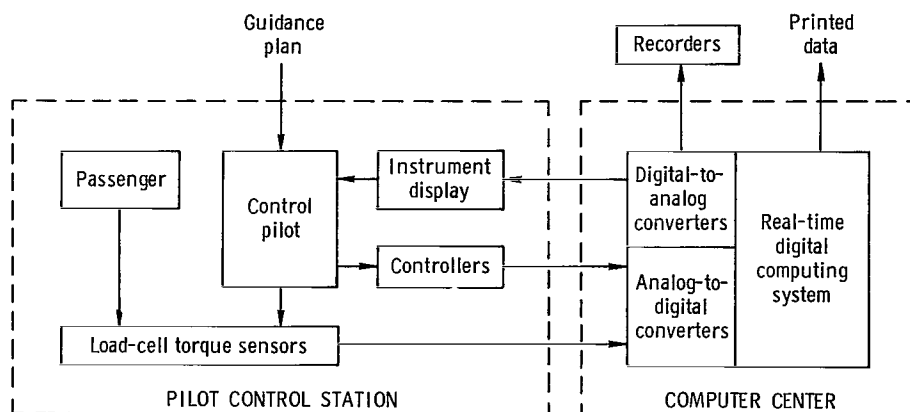 Guidance
plan
Recorders
Printed
data
Passenger
Control
pilot
Instrument
display
Controllers
Load-cell torque sensors
Digital-to-
analog
converters
Analog-to-
digital
converters
Real-time
digital
computing
system
PILOT CONTROL STATION
COMPUTER CENTER